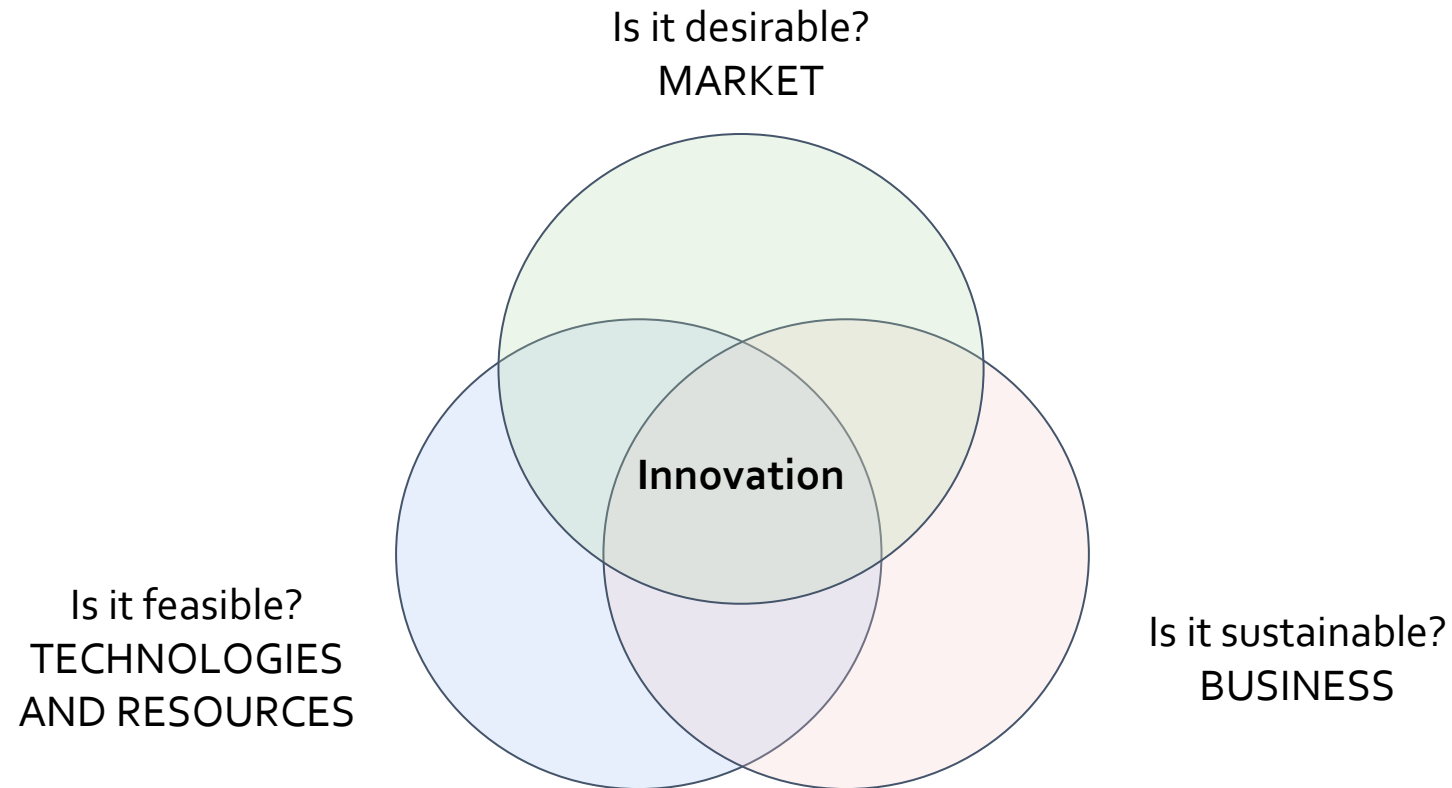 Is it desirable?
MARKET
Innovation
Is it feasible?
TECHNOLOGIES
AND RESOURCES
Is it sustainable?
BUSINESS